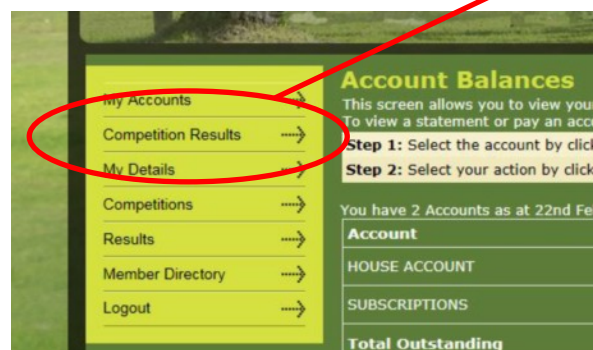 My Accounts
Competition Results
My Details
Competitions
Results
Member Directory
Logout
Account Balances
This screen allows you to view you
To view a statement or pay an acc
Step 1: Select the account by clic
Step 2: Select your action by click
You have 2 Accounts as at 22nd Fe
Account
HOUSE ACCOUNT
SUBSCRIPTIONS
Total Outstanding